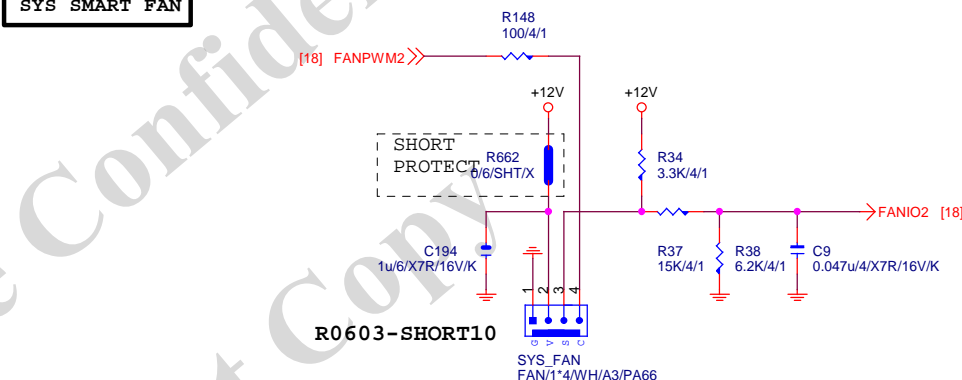 SYS SMART FAN
R148
100/4/1
[18] FANPWM2
+12V
+12V
SHORT
PROTECT
R662
0/6/SHT/X
R34
3.3K/4/1
FANIO2 [18]
C194
1u/6/X7R/16V/K
R37
15K/4/1
R38
6.2K/4/1
C9
0.047u/4/X7R/16V/K
1
2
3
4
R0603-SHORT10
G
V
S
C
SYS_FAN
FAN/1*4/WH/A3/PA66
Copy